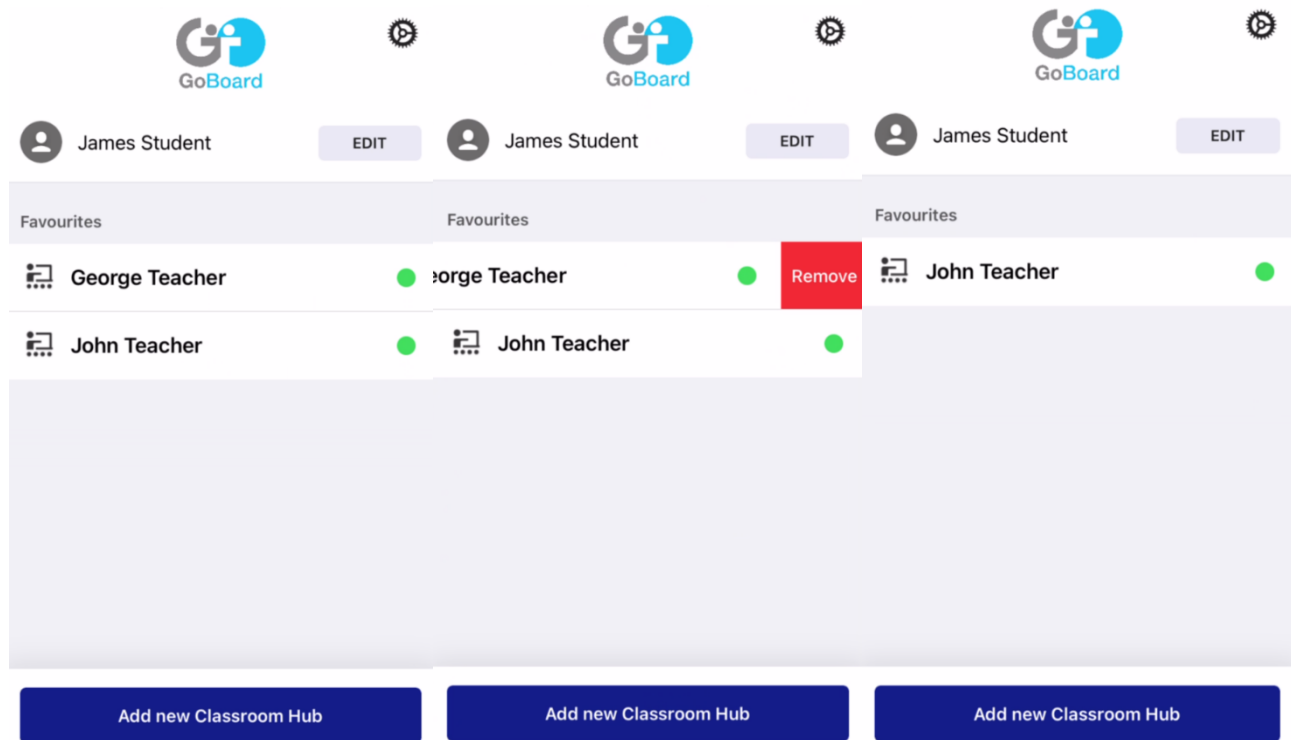 GoBoard
James Student
EDIT
Favourites
George Teacher
John Teacher
Add new Classroom Hub
GoBoard
James Student
EDIT
Favourites
eorge Teacher
Remove
John Teacher
Add new Classroom Hub
GoBoard
James Student
EDIT
Favourites
John Teacher
Add new Classroom Hub